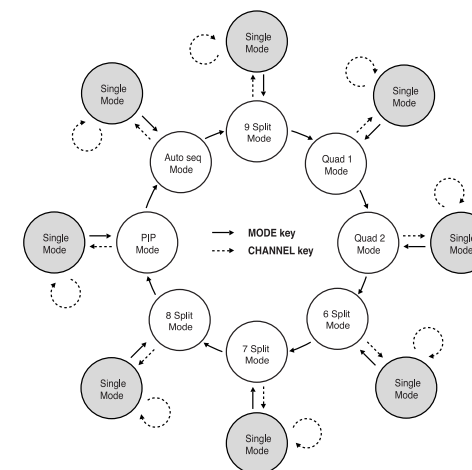 Single
Mode
Single
Mode
Single
Mode
9 Split
Mode
Auto seq
Mode
Quad 1
Mode
Single
Mode
PIP
Mode
MODE key
CHANNEL key
Quad 2
Mode
Single
Mode
8 Split
Mode
6 Split
Mode
7 Split
Mode
Single
Mode
Single
Mode
Single
Mode